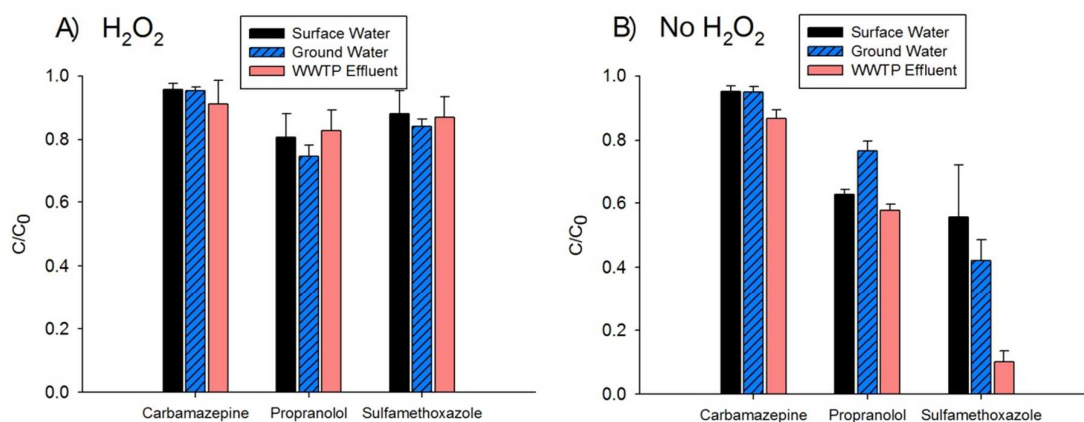 A) H₂O₂
Surface Water
Ground Water
WWTP Effluent
1.0
0.8
0.6
0.4
0.2
0.0
C/C₀
Carbamazepine Propranolol Sulfamethoxazole
B) No H₂O₂
Surface Water
Ground Water
WWTP Effluent
1.0
0.8
0.6
0.4
0.2
0.0
C/C₀
Carbamazepine Propranolol Sulfamethoxazole